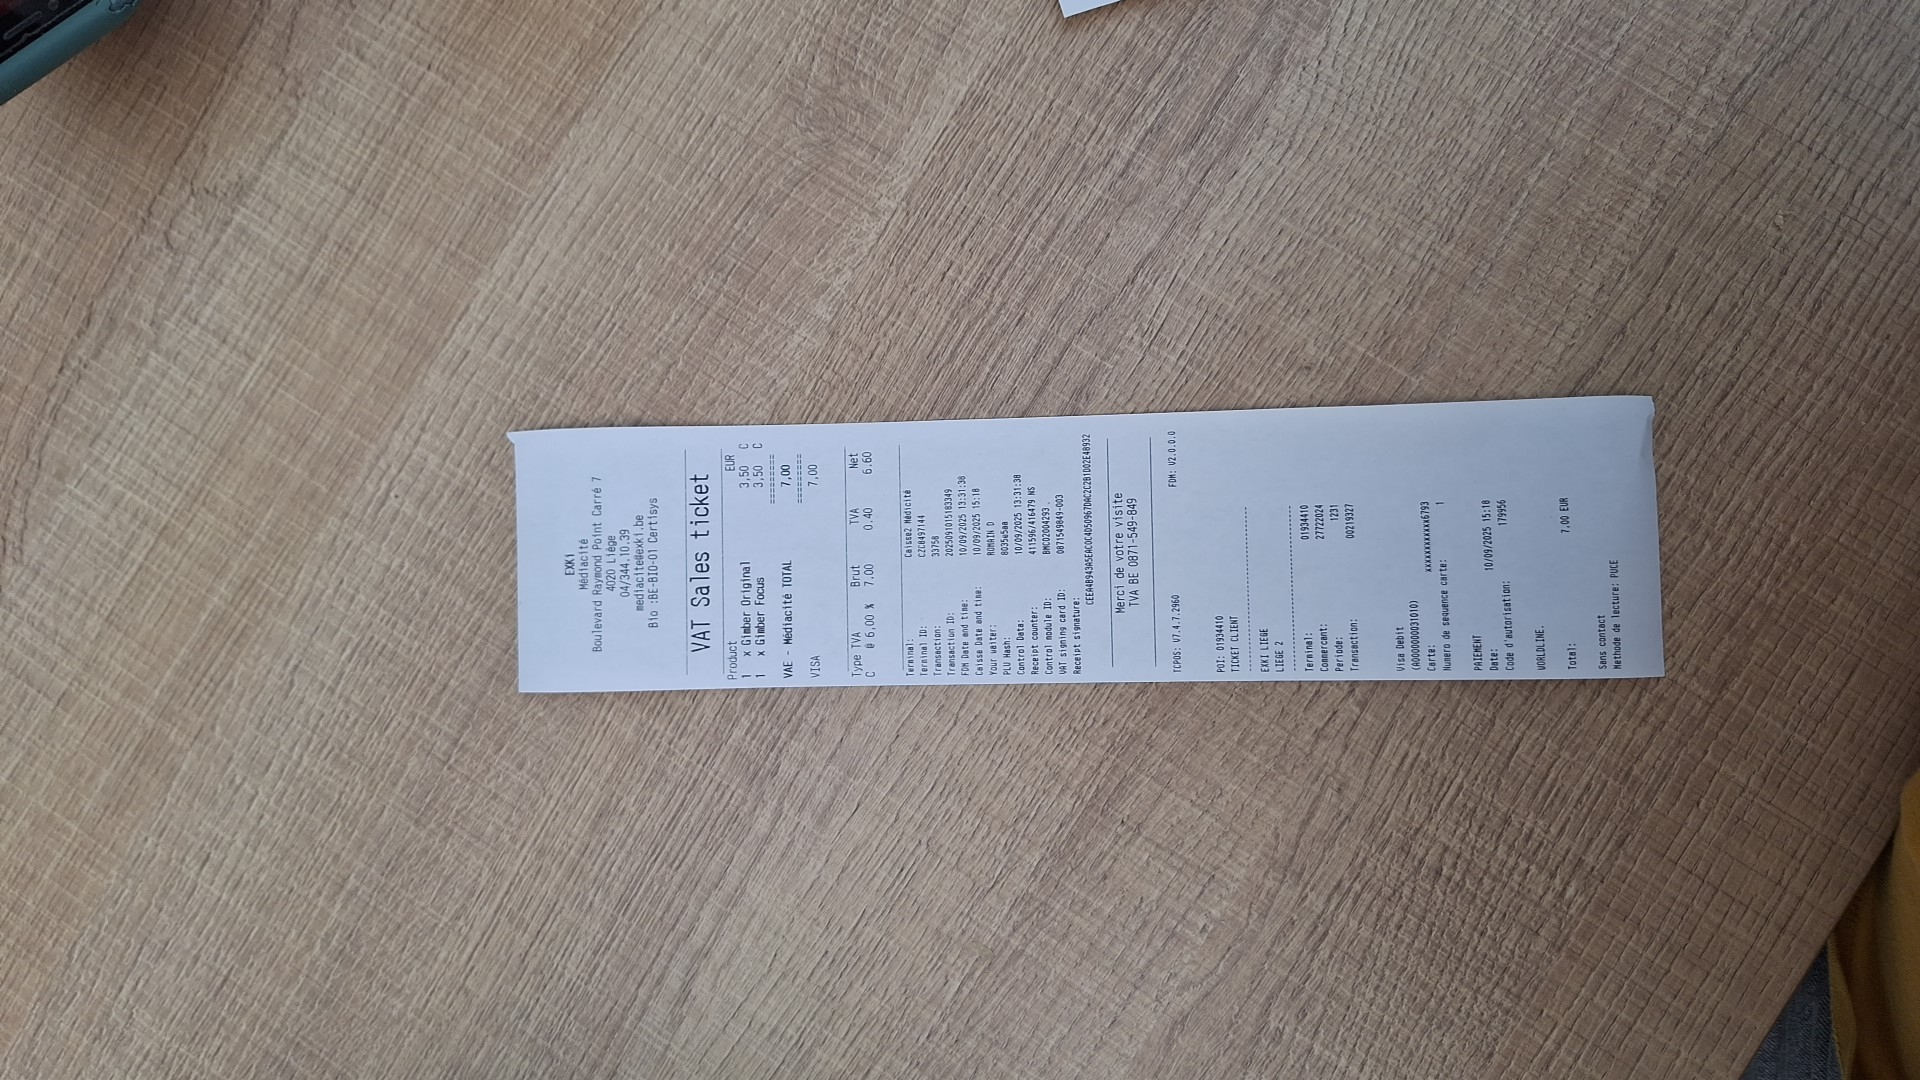 EXKi
Médiacité
Boulevard Raymond Point Carré 7
4020 Liège
04/344.10.39
mediacite@exki.be
Bio :BE-BIO-01 Certisys
VAT Sales ticket
Product EUR
1 x Gimber Original 3,50 C
1 x Gimber Focus 3,50 C
=========
VAE - Médiacité TOTAL 7,00
=========
VISA 7,00
Type TVA Brut TVA Net
C @ 6,00 % 7.00 0.40 6.60
Terminal: Caisse2 Médicité
Terminal ID: CZC8497144
Transaction: 33758
Transaction ID: 20250910151183349
FDM Date and time: 10/09/2025 13:31:38
Caisse Date and time: 10/09/2025 15:18
Your waiter: ROMAIN D
PLU Hash: 8035w5aa
Control Data: 10/09/2025 13:31:38
Receipt counter: 411596/416479 NS
Control module ID: BMC02004293
VAT signing card ID: 0871549849-003
Receipt signature:
CEEA4B943A5EAC0C4D50967DAC2C2B1D02E48932
Merci de votre visite
TVA BE 0871-549-849
TCPOS: V7.4.7.2960 FDM: V2.0.0.0
POI: 01934410
TICKET CLIENT
EXKI LIEGE
LIEGE 2
Terminal: 01934410
Commercant: 27722024
Periode: 1231
Transaction: 00219327
Visa Debit
(A0000000031010)
Carte: xxxxxxxxxxxx6793
Numero de sequence carte: 1
PAIEMENT
Date: 10/09/2025 15:18
Code d'autorisation: 179956
WORLDLINE.
Total: 7,00 EUR
Sans contact
Methode de lecture: PUCE